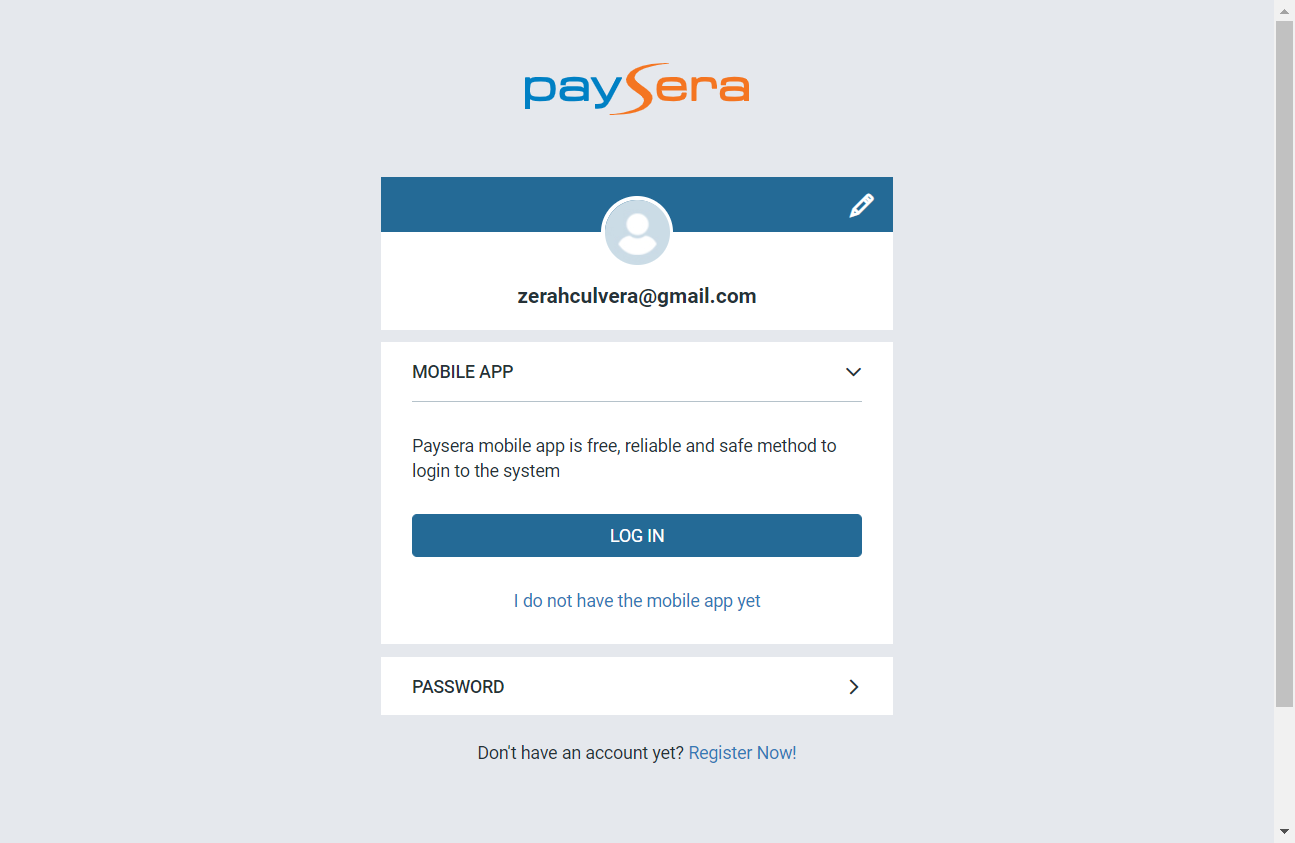 paysera
zerahculvera@gmail.com
MOBILE APP
Paysera mobile app is free, reliable and safe method to
login to the system
LOG IN
I do not have the mobile app yet
PASSWORD
Don't have an account yet? Register Now!